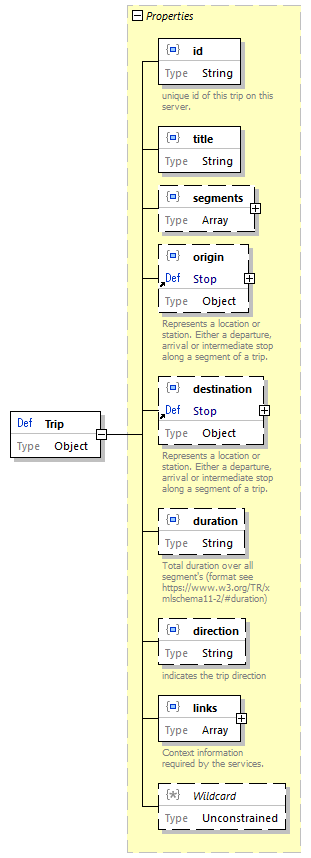 Properties
id
Type String
unique id of this trip on this
server.
title
Type String
segments
Type Array
origin
Def Stop
Type Object
Represents a location or
station. Either a departure,
arrival or intermediate stop
along a segment of a trip.
destination
Def Stop
Type Object
Represents a location or
station. Either a departure,
arrival or intermediate stop
along a segment of a trip.
Def Trip
Type Object
duration
Type String
Total duration over all
segment's (format see
https://www.w3.org/TR/x
mlschema11-2/#duration)
direction
Type String
indicates the trip direction
links
Type Array
Context information
required by the services.
Wildcard
Type Unconstrained